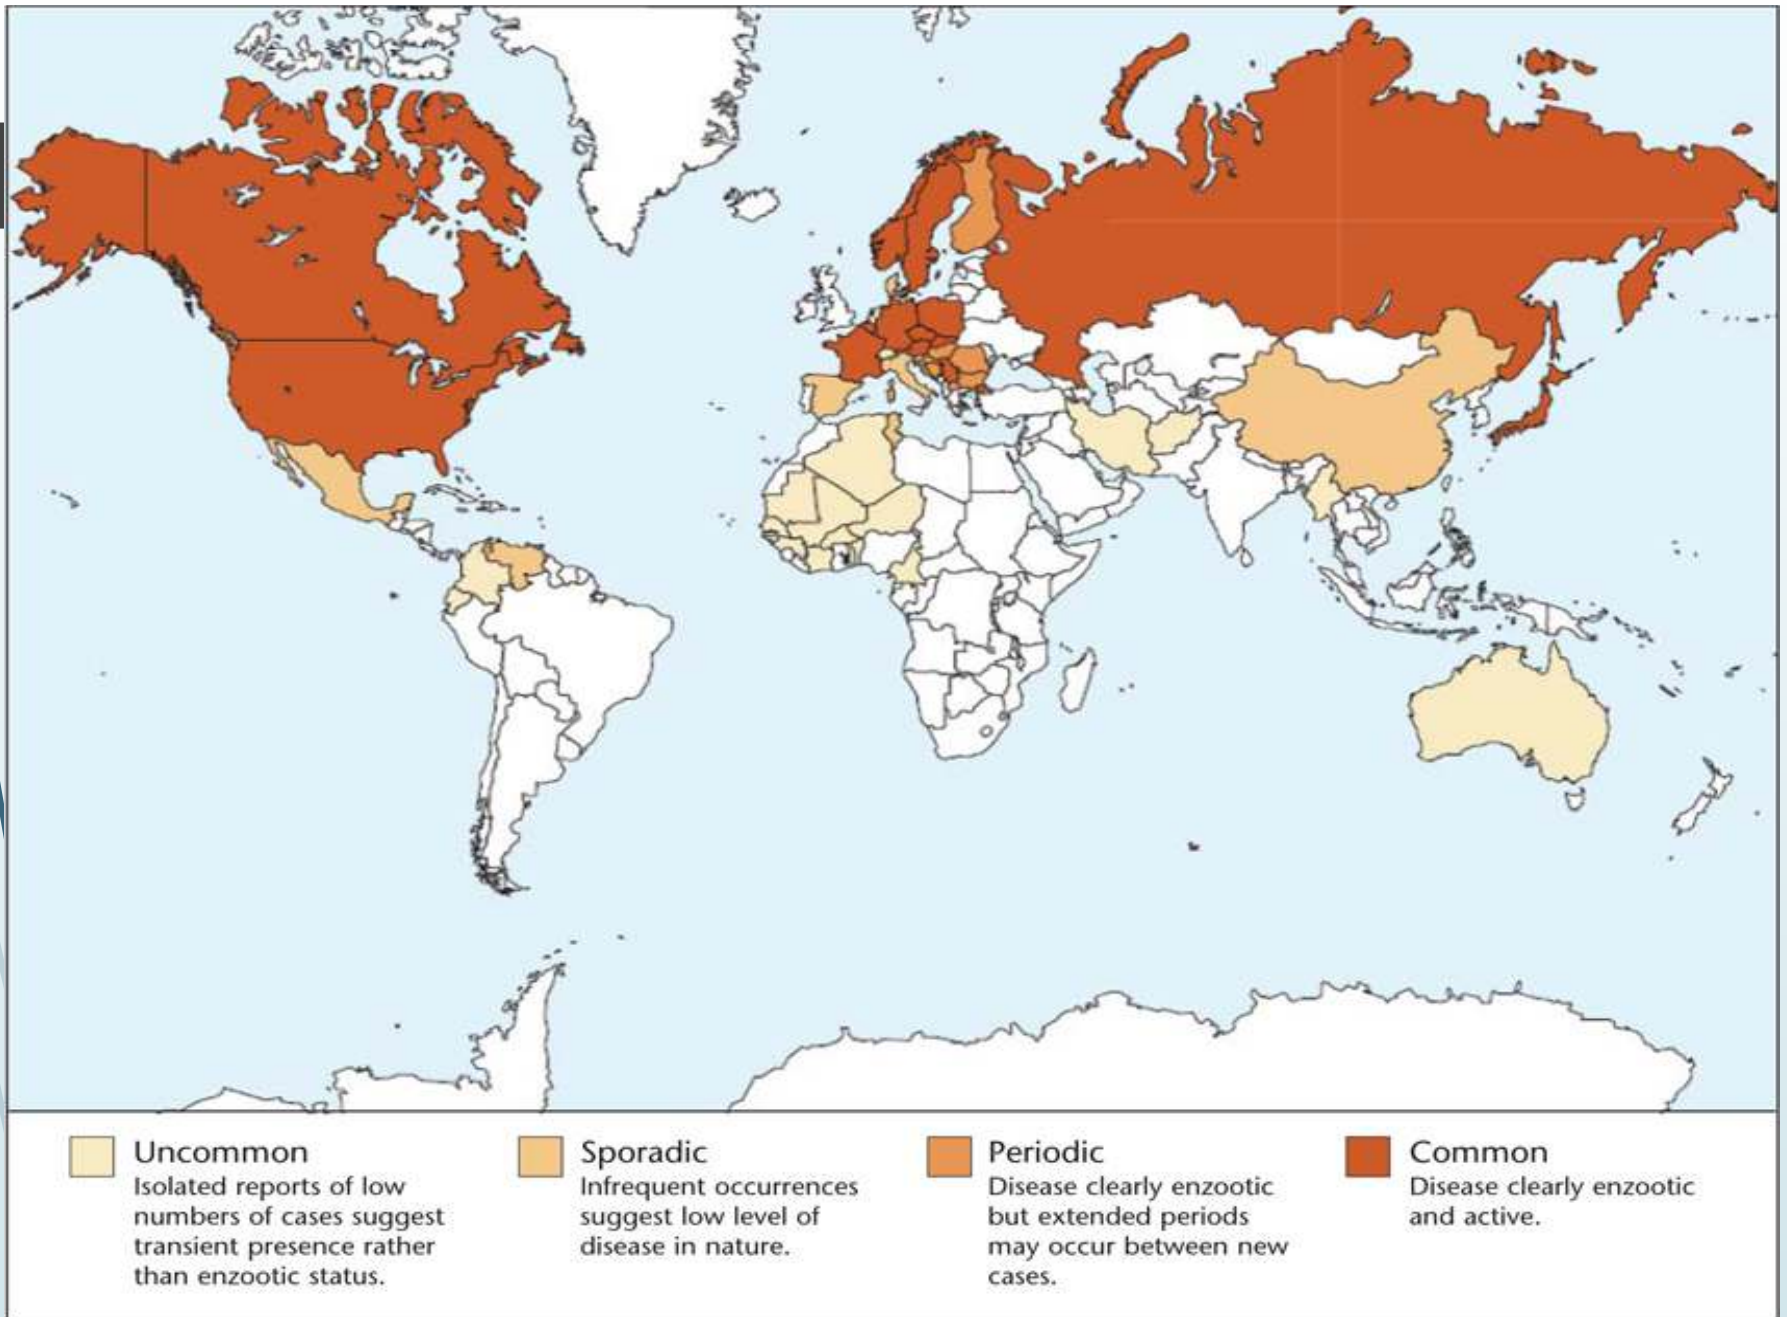 Uncommon
Isolated reports of low
numbers of cases suggest
transient presence rather
than enzootic status.
Sporadic
Infrequent occurrences
suggest low level of
disease in nature.
Periodic
Disease clearly enzootic
but extended periods
may occur between new
cases.
Common
Disease clearly enzootic
and active.